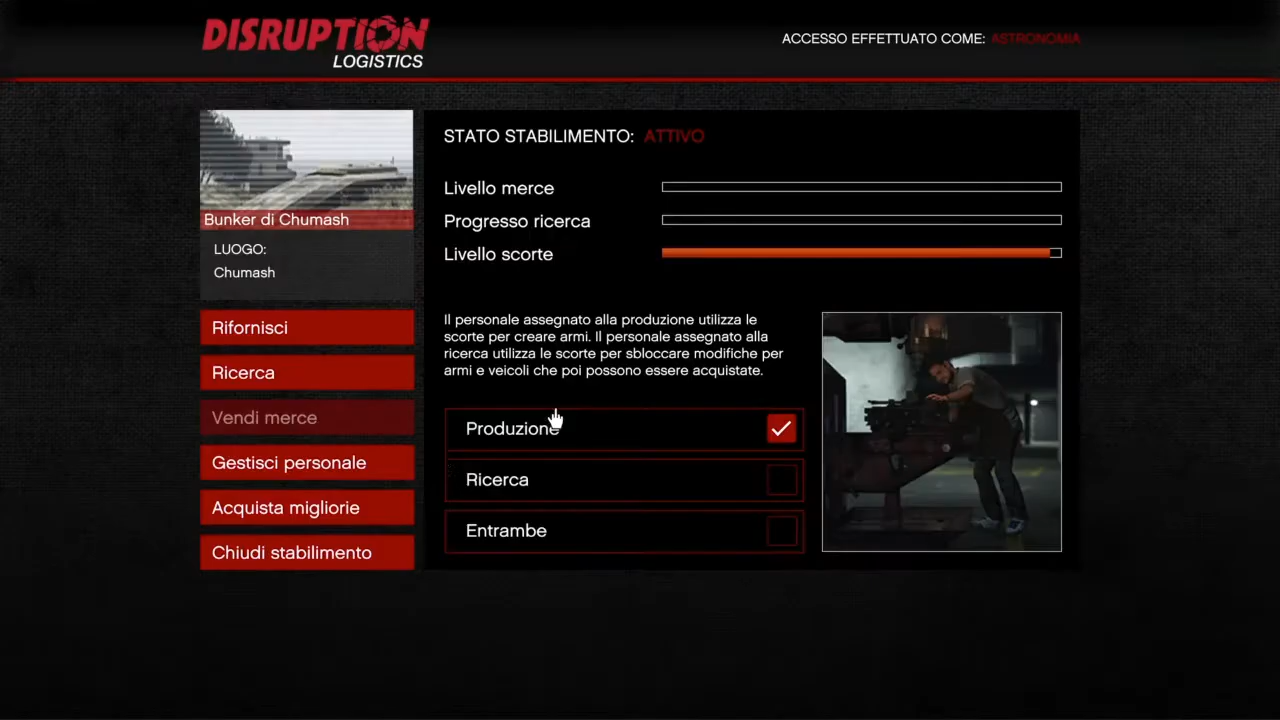 DISRUPTION
LOGISTICS
ACCESSO EFFETTUATO COME: ASTRONOMIA
Bunker di Chumash
LUOGO:
Chumash
Rifornisci
Ricerca
Vendi merce
Gestisci personale
Acquista migliorie
Chiudi stabilimento
STATO STABILIMENTO: ATTIVO
Livello merce
Progresso ricerca
Livello scorte
Il personale assegnato alla produzione utilizza le
scorte per creare armi. Il personale assegnato alla
ricerca utilizza le scorte per sbloccare modifiche per
armi e veicoli che poi possono essere acquistate.
Produzione
Ricerca
Entrambe